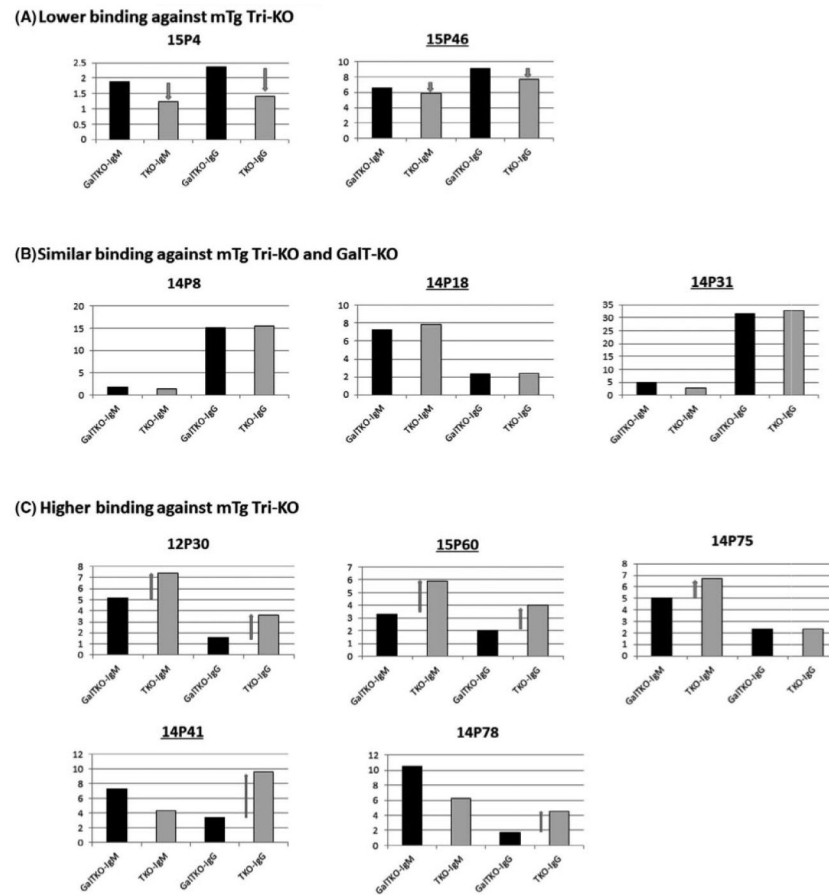 (A) Lower binding against mTg Tri-KO
15P4
15P46
2.5
2
1.5
1
0.5
0
GalTKO-IgM
TKO-IgM
GalTKO-IgG
TKO-IgG
10
8
6
4
2
0
GalTKO-IgM
TKO-IgM
GalTKO-IgG
TKO-IgG
(B)Similar binding against mTg Tri-KO and GalT-KO
14P8
14P18
14P31
20
15
10
5
0
GalTKO-IgM
TKO-IgM
GalTKO-IgG
TKO-IgG
10
8
6
4
2
0
GalTKO-IgM
TKO-IgM
GalTKO-IgG
TKO-IgG
35
30
25
20
15
10
5
0
GalTKO-IgM
TKO-IgM
GalTKO-IgG
TKO-IgG
(C) Higher binding against mTg Tri-KO
12P30
15P60
14P75
8
7
6
5
4
3
2
1
0
GalTKO-IgM
TKO-IgM
GalTKO-IgG
TKO-IgG
7
6
5
4
3
2
1
0
GalTKO-IgM
TKO-IgM
GalTKO-IgG
TKO-IgG
8
7
6
5
4
3
2
1
0
GalTKO-IgM
TKO-IgM
GalTKO-IgG
TKO-IgG
14P41
14P78
12
10
8
6
4
2
0
GalTKO-IgM
TKO-IgM
GalTKO-IgG
TKO-IgG
12
10
8
6
4
2
0
GalTKO-IgM
TKO-IgM
GalTKO-IgG
TKO-IgG